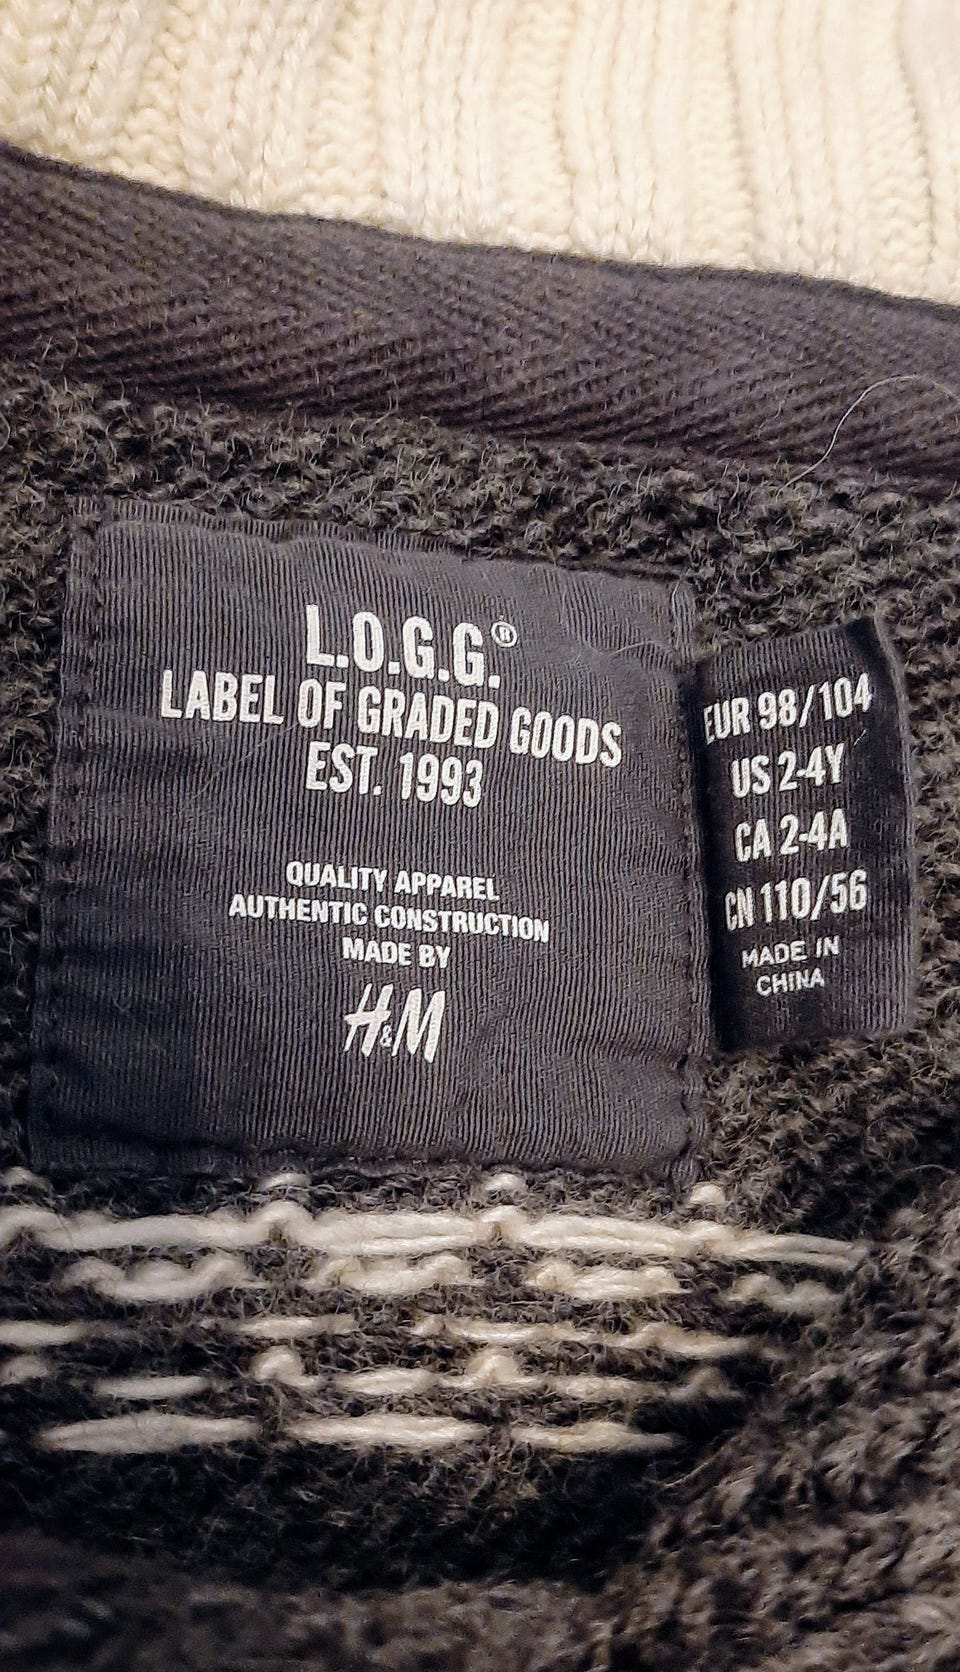 L.O.G.G.®
LABEL OF GRADED GOODS
EST. 1993
QUALITY APPAREL
AUTHENTIC CONSTRUCTION
MADE BY
H&M
EUR 98/104
US 2-4Y
CA 2-4A
CN 110/56
MADE IN
CHINA